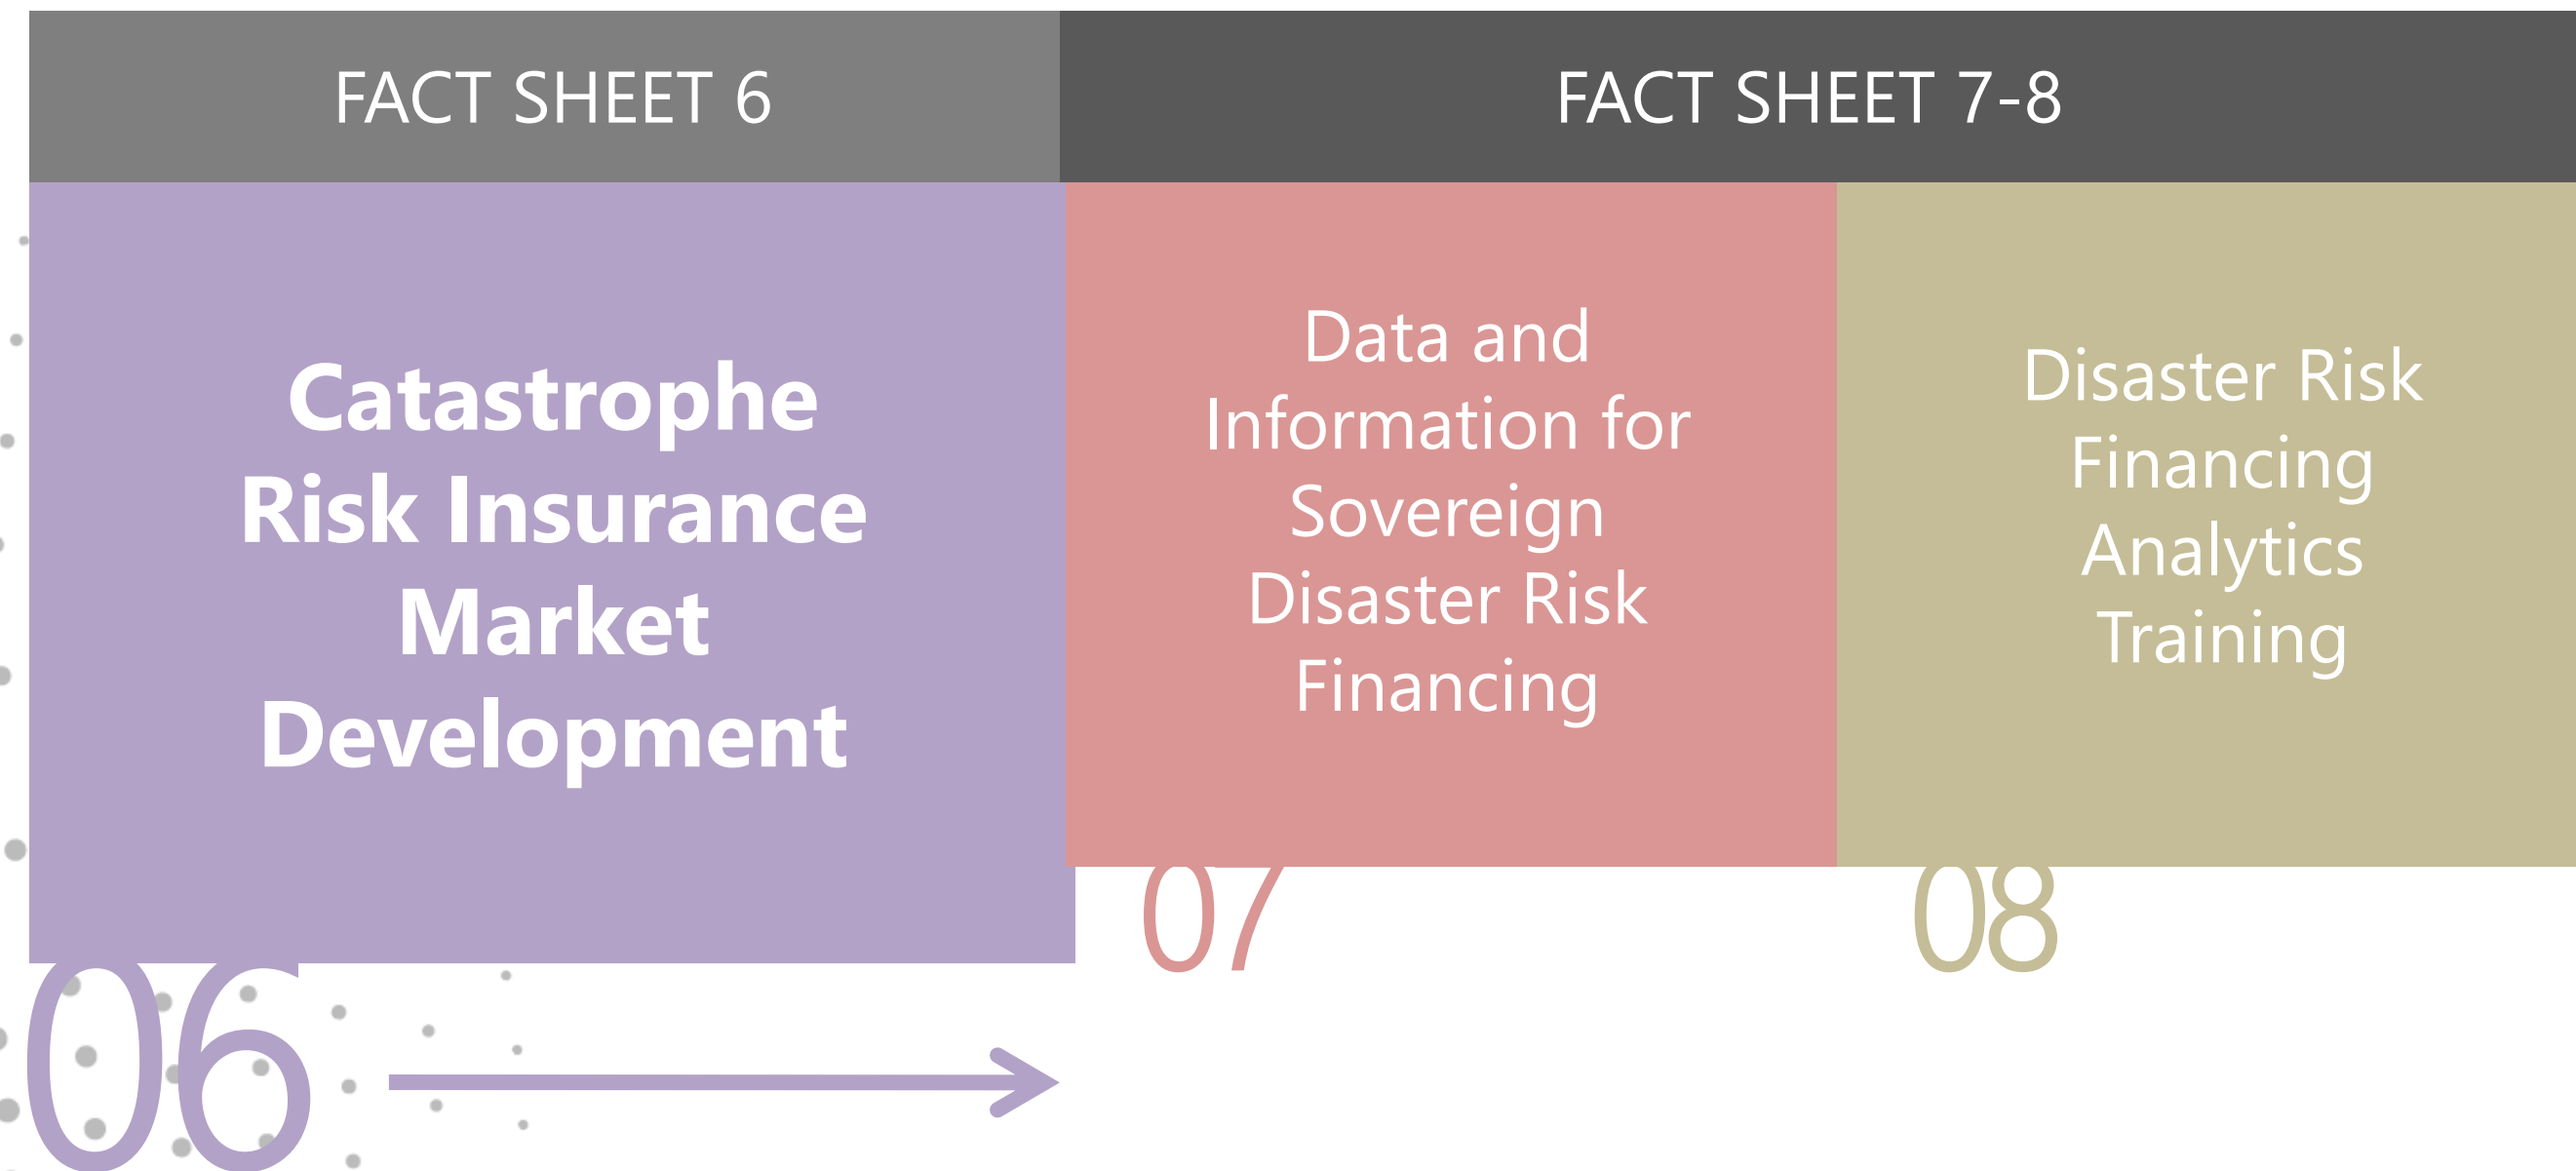 FACT SHEET 6
FACT SHEET 7-8
Catastrophe
Risk Insurance
Market
Development
Data and
Information for
Sovereign
Disaster Risk
Financing
Disaster Risk
Financing
Analytics
Training
06
07
08